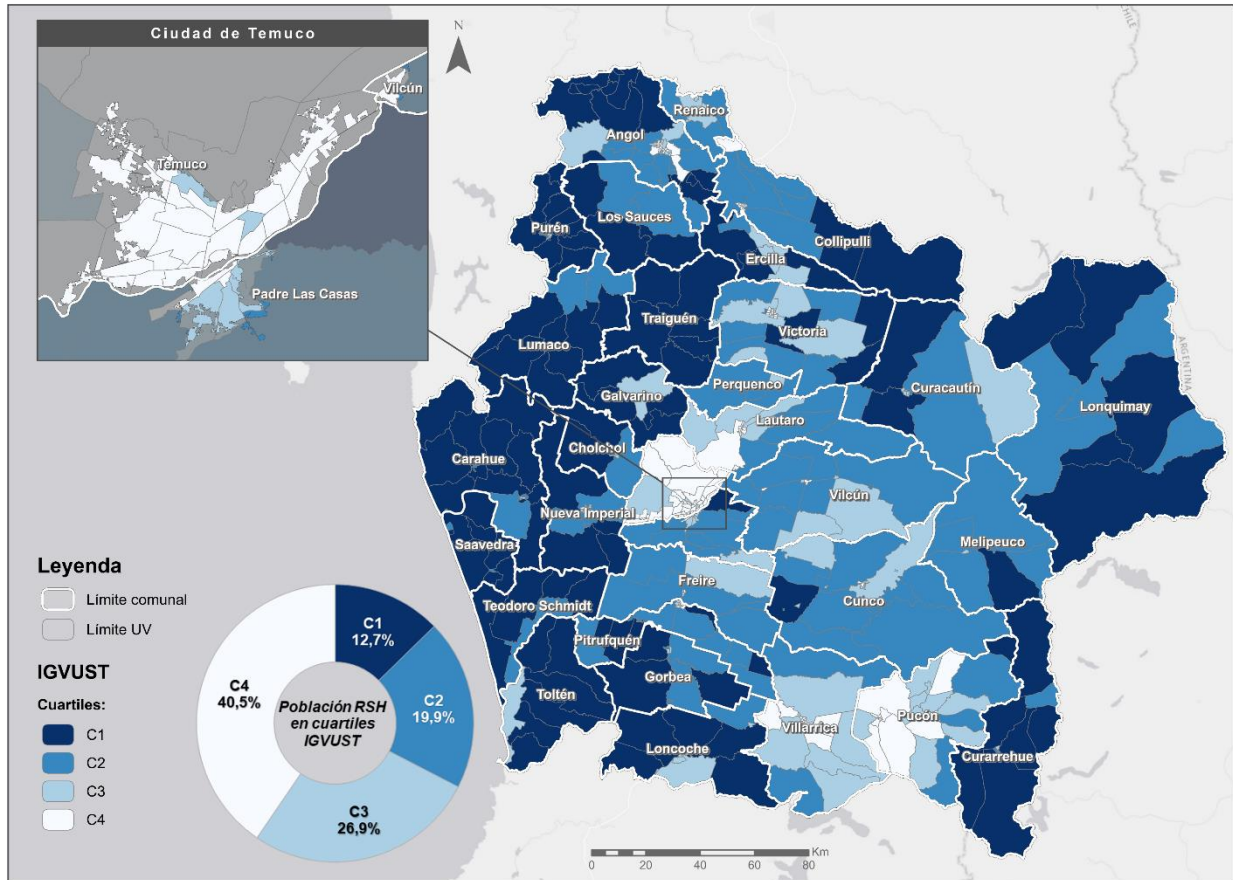 Ciudad de Temuco
Vilcún
Temuco
Padre Las Casas
N
CHILE
ARGENTINA
Renaico
Angol
Los Sauces
Purén
Collipulli
Ercilla
Traiguén
Victoria
Lumaco
Curacautín
Perquenco
Galvarino
Lonquimay
Lautaro
Cholchol
Carahue
Vilcún
Nueva Imperial
Melipeuco
Saavedra
Freire
Cunco
Teodoro Schmidt
Pitrufquén
Gorbea
Toltén
Pucón
Villarrica
Loncoche
Curarrehue
Leyenda
Límite comunal
Límite UV
IGVUST
Cuartiles:
C1
C2
C3
C4
C1
12,7%
C4
40,5%
Población RSH
en cuartiles
IGVUST
C2
19,9%
C3
26,9%
Km
0 20 40 60 80